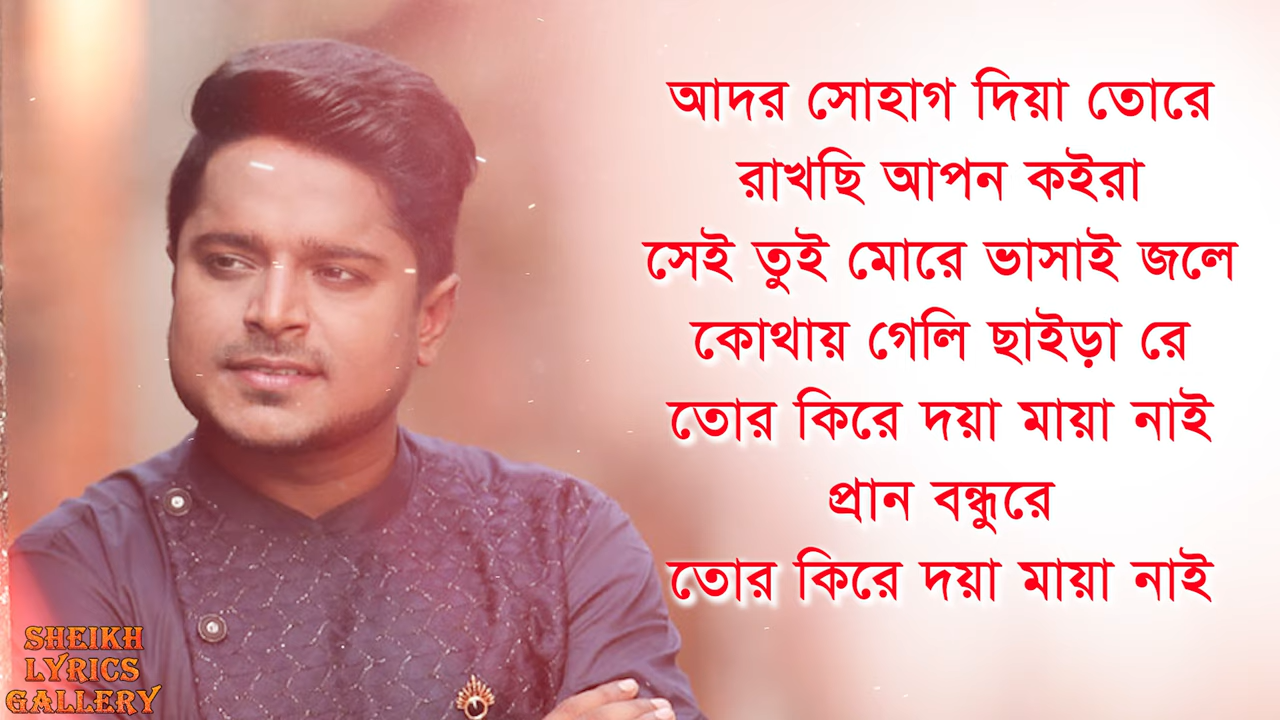 আদর সোহাগ দিয়া তোরে
রাখছি আপন কইরা
সেই তুই মোরে ভাসাই জলে
কোথায় গেলি ছাইড়া রে
তোর কিরে দয়া মায়া নাই
প্রান বন্ধুরে
তোর কিরে দয়া মায়া নাই
SHEIKH
LYRICS
GALLERY